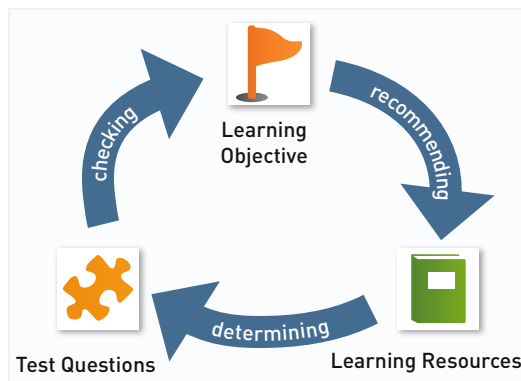 Learning
Objective
recommending
Learning Resources
determining
Test Questions
checking